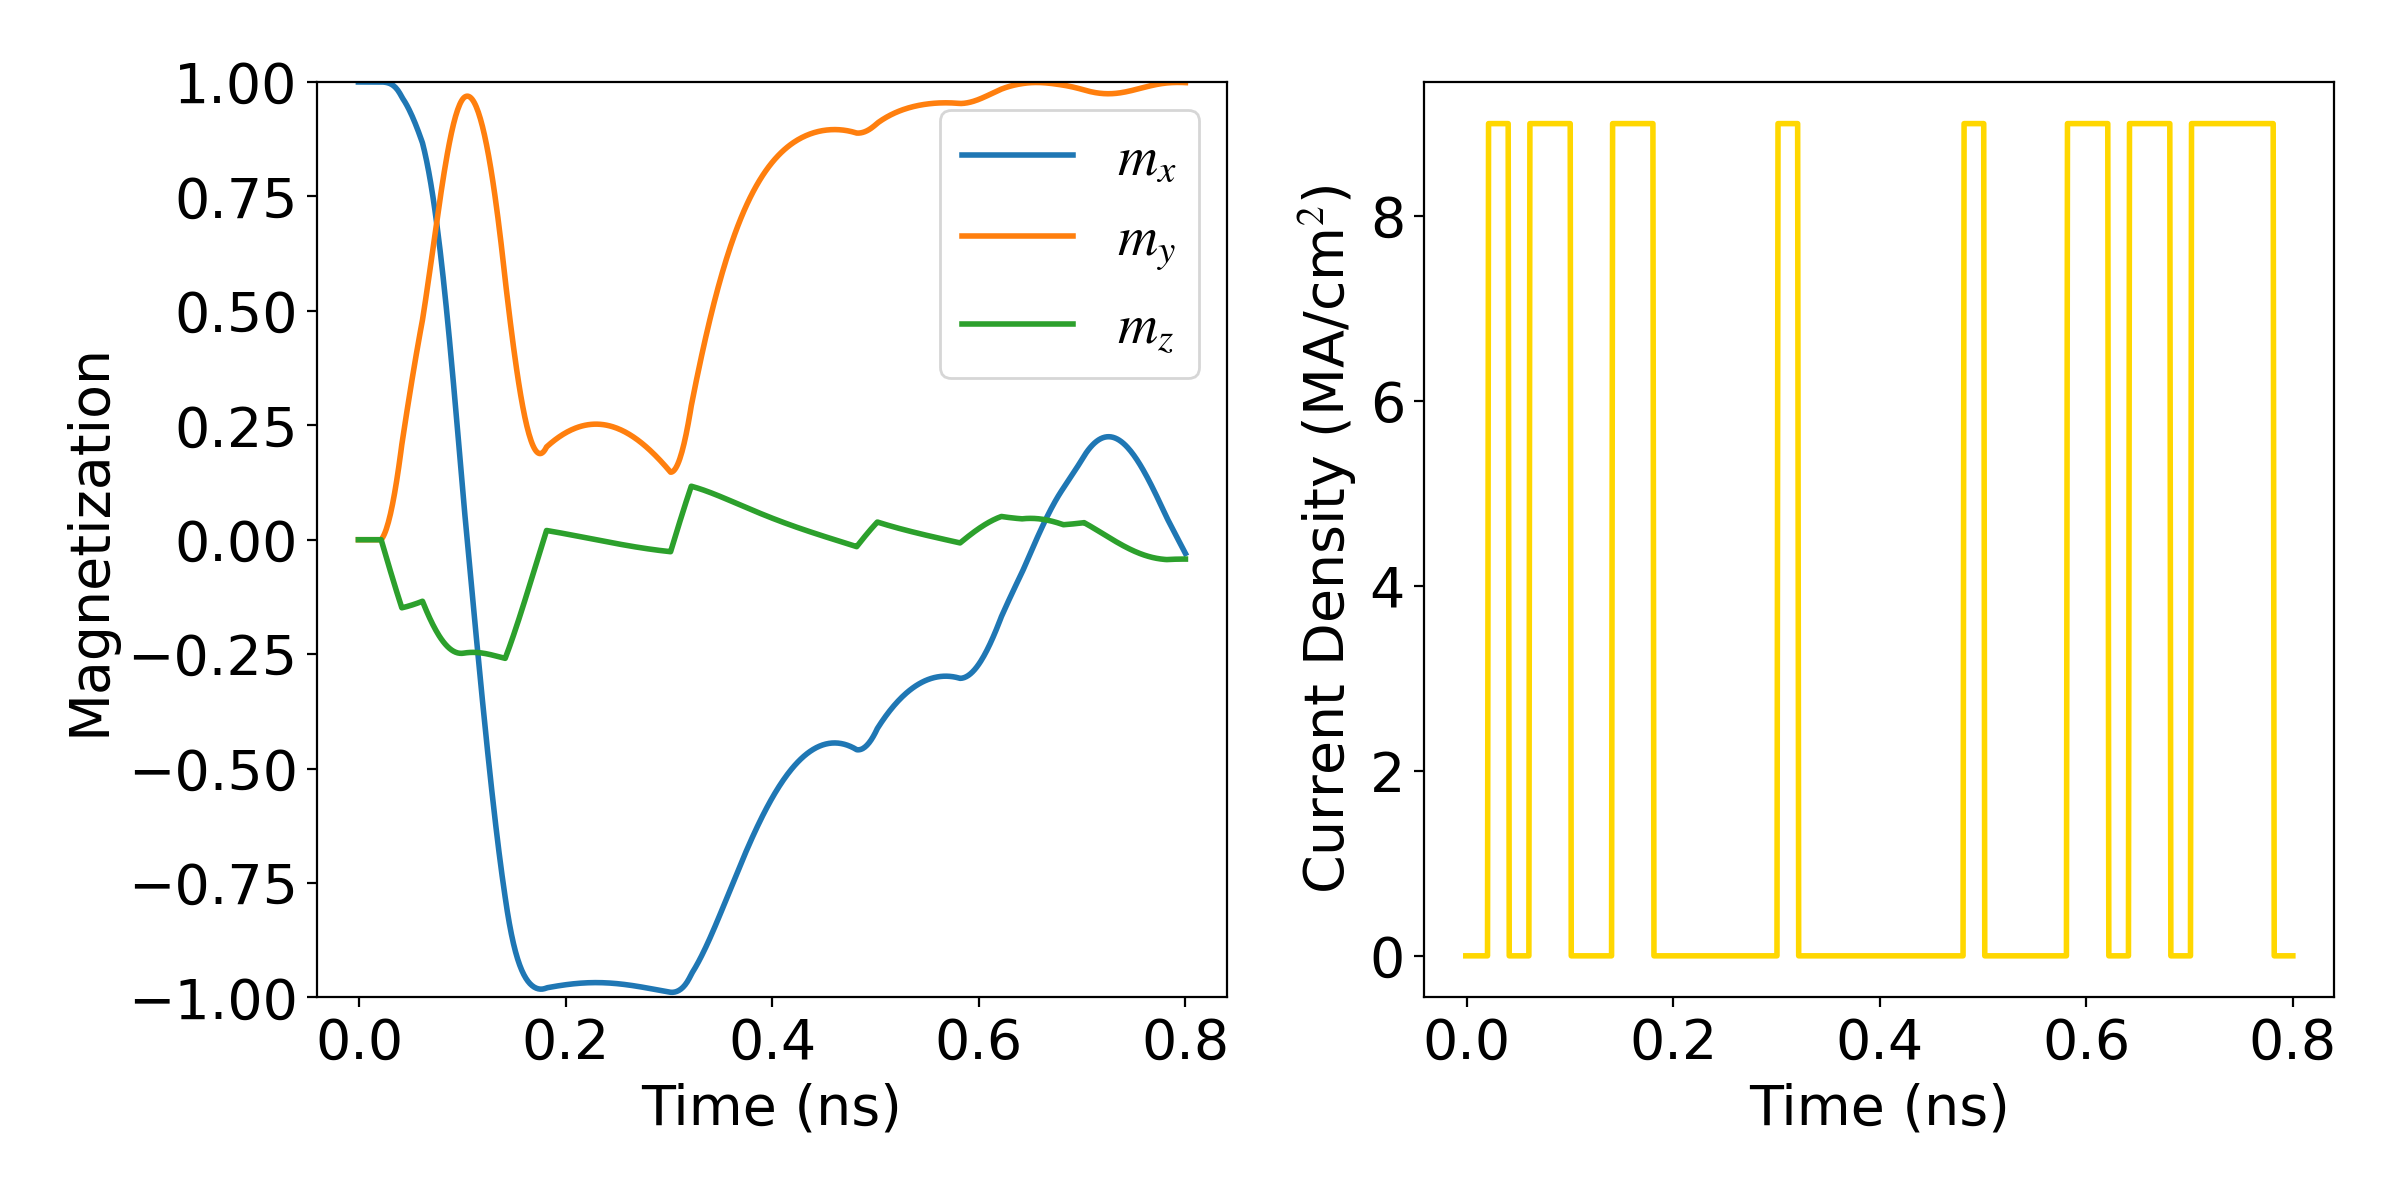 Magnetization
1.00
0.75
0.50
0.25
0.00
−0.25
−0.50
−0.75
−1.00
0.0 0.2 0.4 0.6 0.8
Time (ns)
m_x
m_y
m_z
Current Density (MA/cm²)
8
6
4
2
0
0.0 0.2 0.4 0.6 0.8
Time (ns)